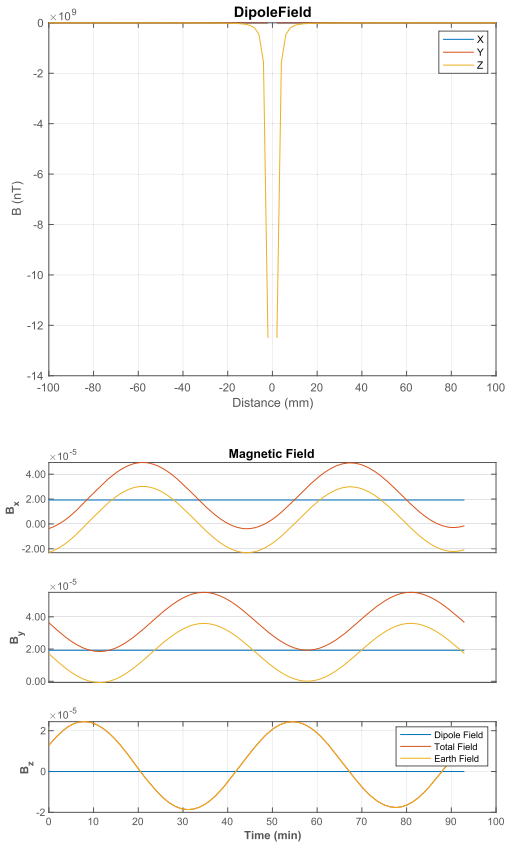 DipoleField
×10^9
0
-2
-4
-6
-8
-10
-12
-14
B (nT)
X
Y
Z
-100 -80 -60 -40 -20 0 20 40 60 80 100
Distance (mm)
Magnetic Field
×10^-5
4.00
2.00
0.00
-2.00
B_x
×10^-5
4.00
2.00
0.00
B_y
×10^-5
2
0
-2
B_z
Dipole Field
Total Field
Earth Field
0 10 20 30 40 50 60 70 80 90 100
Time (min)